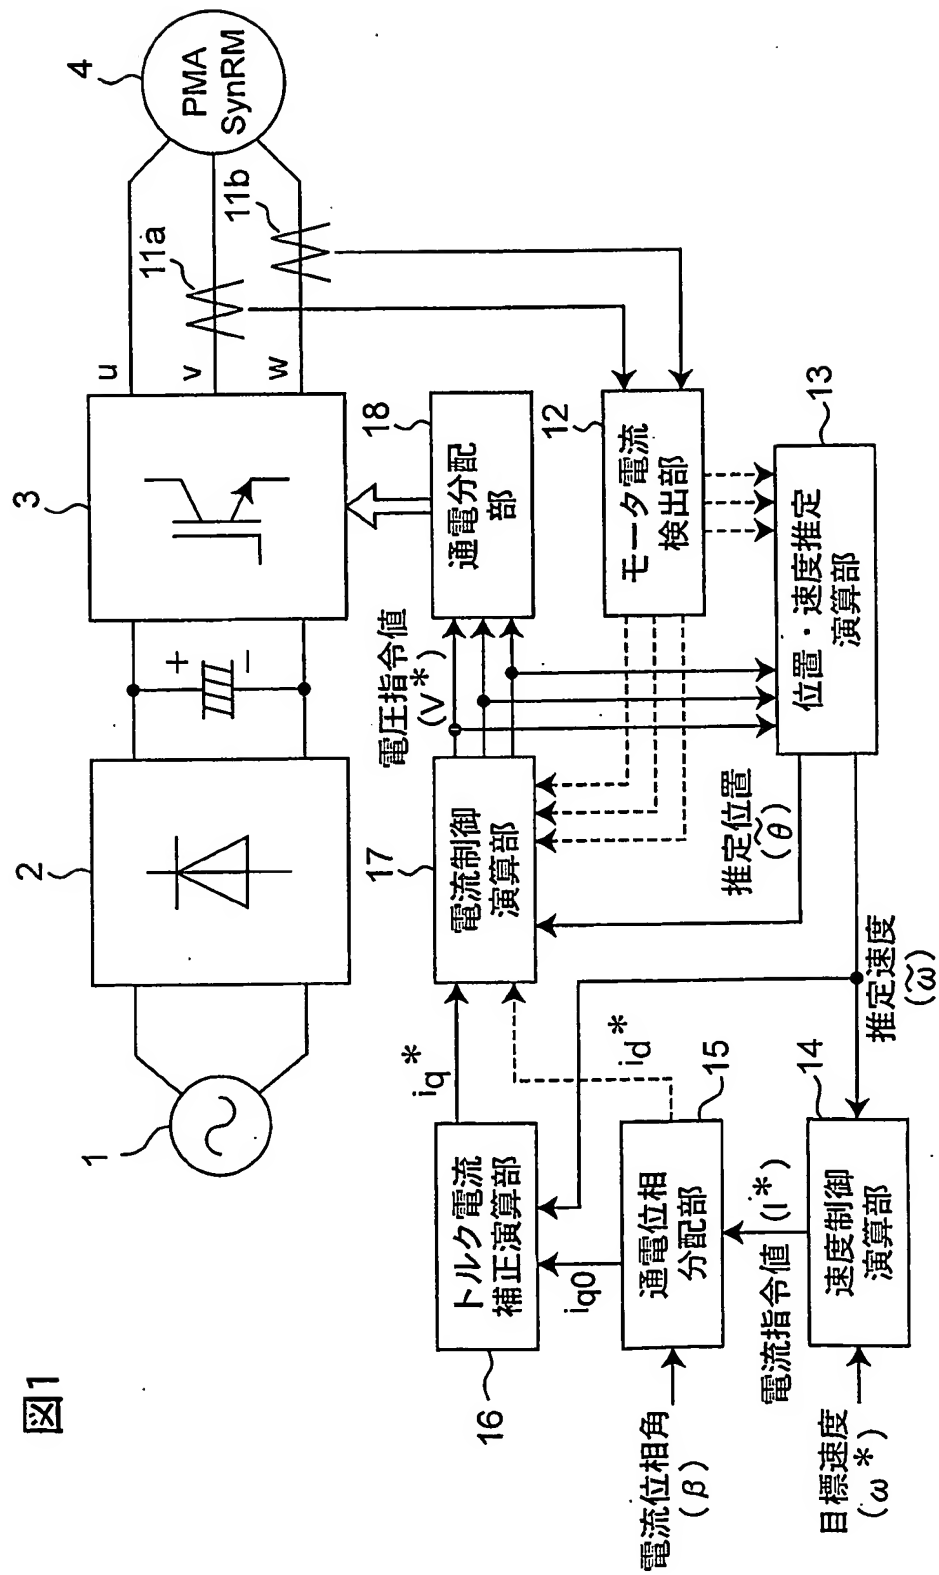 図1
1
2
3
4
PMA
SynRM
+
−
u
v
w
11a
11b
トルク電流
補正演算部
16
iq*
電流制御
演算部
17
電圧指令値
(V*)
通電分配
部
18
モータ電流
検出部
12
位置・速度推定
演算部
13
推定位置
(θ̃)
推定速度
(ω̃)
id*
iq0
通電位相
分配部
15
電流位相角
(β)
電流指令値 (I*)
速度制御
演算部
14
目標速度
(ω*)